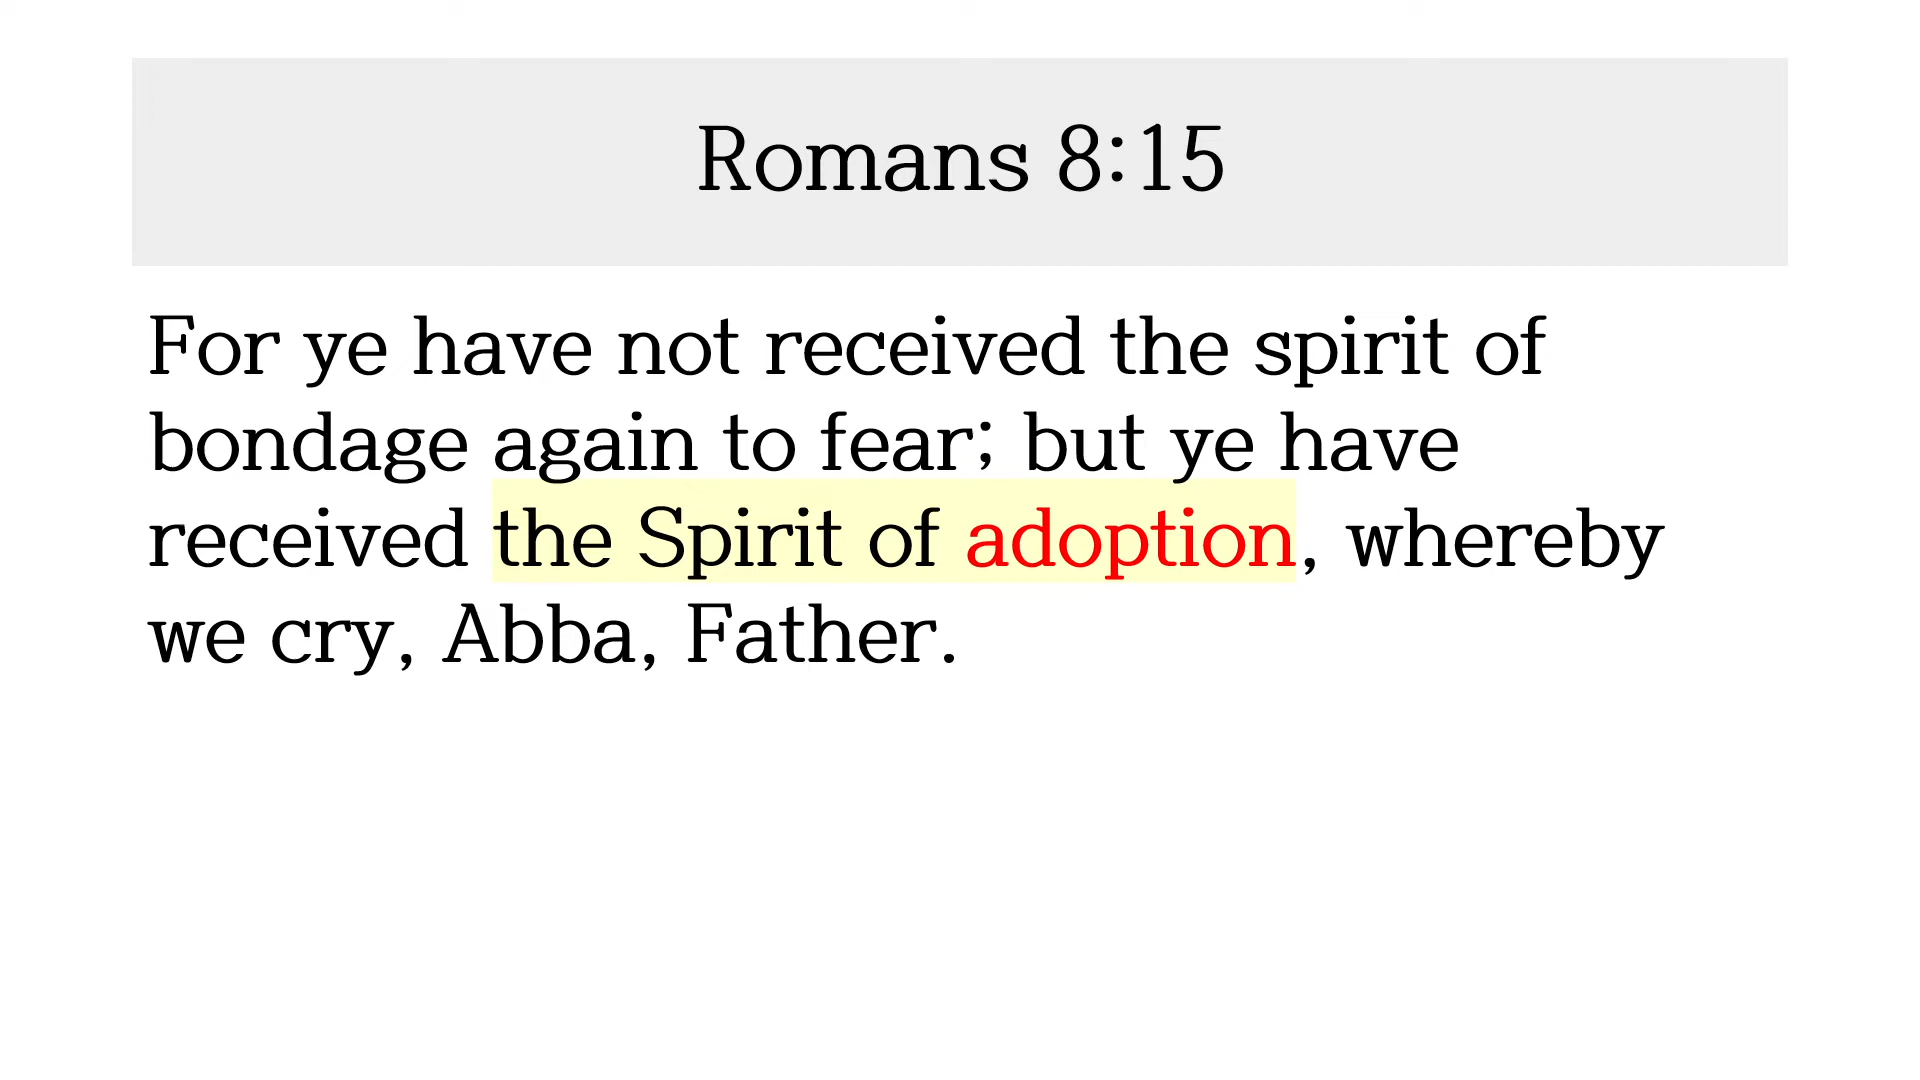 Romans 8:15
For ye have not received the spirit of
bondage again to fear; but ye have
received the Spirit of adoption, whereby
we cry, Abba, Father.